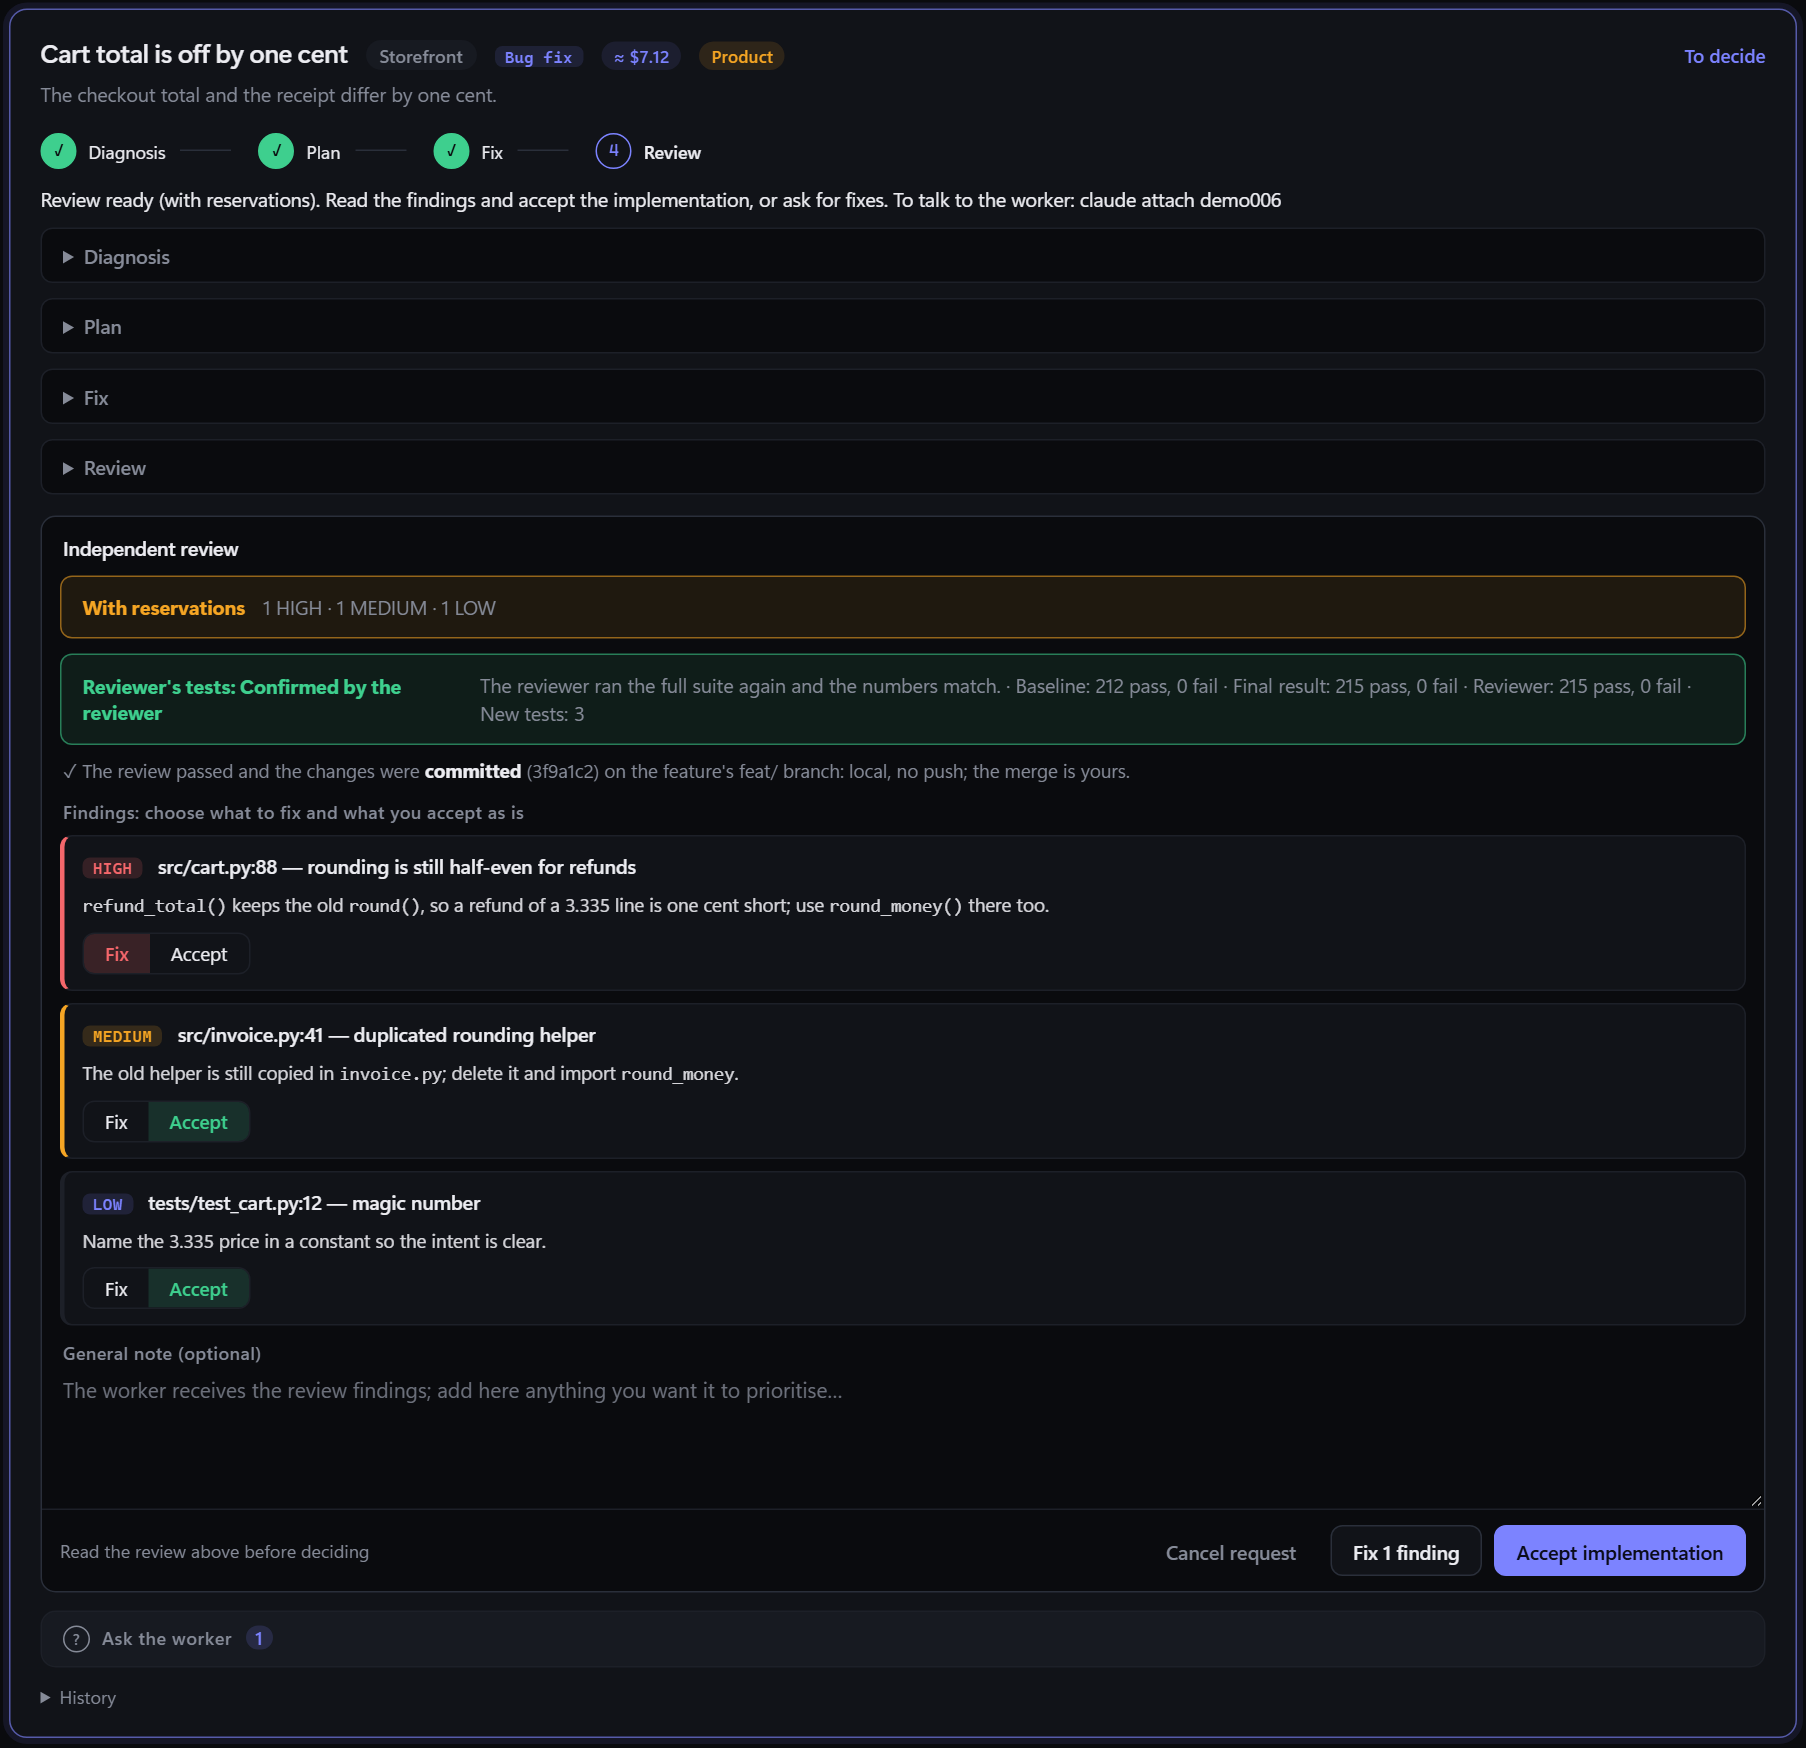 Cart total is off by one cent Storefront Bug fix ≈ $7.12 Product To decide
The checkout total and the receipt differ by one cent.
✓ Diagnosis ✓ Plan ✓ Fix 4 Review
Review ready (with reservations). Read the findings and accept the implementation, or ask for fixes. To talk to the worker: claude attach demo006
▶ Diagnosis
▶ Plan
▶ Fix
▶ Review
Independent review
With reservations 1 HIGH · 1 MEDIUM · 1 LOW
Reviewer's tests: Confirmed by the
reviewer
The reviewer ran the full suite again and the numbers match. · Baseline: 212 pass, 0 fail · Final result: 215 pass, 0 fail · Reviewer: 215 pass, 0 fail ·
New tests: 3
✓ The review passed and the changes were committed (3f9a1c2) on the feature's feat/ branch: local, no push; the merge is yours.
Findings: choose what to fix and what you accept as is
HIGH src/cart.py:88 — rounding is still half-even for refunds
refund_total() keeps the old round(), so a refund of a 3.335 line is one cent short; use round_money() there too.
Fix Accept
MEDIUM src/invoice.py:41 — duplicated rounding helper
The old helper is still copied in invoice.py; delete it and import round_money.
Fix Accept
LOW tests/test_cart.py:12 — magic number
Name the 3.335 price in a constant so the intent is clear.
Fix Accept
General note (optional)
The worker receives the review findings; add here anything you want it to prioritise...
Read the review above before deciding Cancel request Fix 1 finding Accept implementation
? Ask the worker 1
▶ History